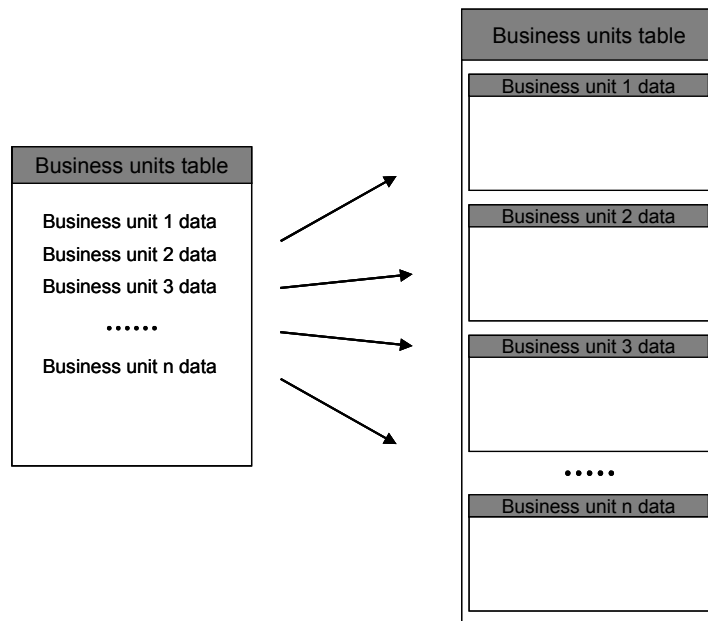 Business units table
Business unit 1 data
Business unit 2 data
Business unit 3 data
......
Business unit n data
Business units table
Business unit 1 data
Business unit 2 data
Business unit 3 data
.....
Business unit n data